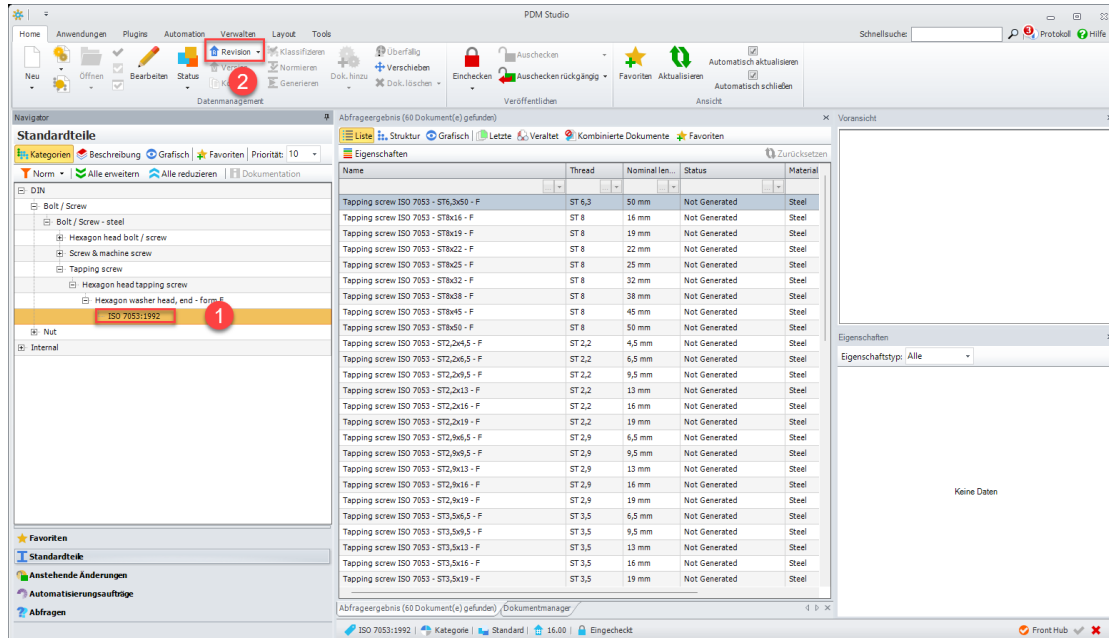 PDM Studio
Home Anwendungen Plugins Automation Verwalten Layout Tools Schnellsuche: 3 Protokoll Hilfe
Neu Öffnen Bearbeiten Status Revision Klassifizieren Normieren Generieren Dok. hinzu Überfällig Verschieben Dok. löschen Einchecken Auschecken Auschecken rückgängig Favoriten Aktualisieren Automatisch aktualisieren Automatisch schließen
2
Datenmanagement Veröffentlichen Ansicht
Navigator Abfrageergebnis (60 Dokument(e) gefunden) Voransicht
Standardteile
Liste Struktur Grafisch Letzte Veraltet Kombinierte Dokumente Favoriten
Kategorien Beschreibung Grafisch Favoriten Priorität: 10
Eigenschaften Zurücksetzen
Norm Alle erweitern Alle reduzieren Dokumentation
Name Thread Nominal len... Status Material
DIN
Bolt / Screw
Bolt / Screw - steel
Hexagon head bolt / screw
Screw & machine screw
Tapping screw
Hexagon head tapping screw
Hexagon washer head, end - form F
ISO 7053:1992 1
Nut
Internal
Tapping screw ISO 7053 - ST6,3x50 - F ST 6,3 50 mm Not Generated Steel
Tapping screw ISO 7053 - ST8x16 - F ST 8 16 mm Not Generated Steel
Tapping screw ISO 7053 - ST8x19 - F ST 8 19 mm Not Generated Steel
Tapping screw ISO 7053 - ST8x22 - F ST 8 22 mm Not Generated Steel
Tapping screw ISO 7053 - ST8x25 - F ST 8 25 mm Not Generated Steel
Tapping screw ISO 7053 - ST8x32 - F ST 8 32 mm Not Generated Steel
Tapping screw ISO 7053 - ST8x38 - F ST 8 38 mm Not Generated Steel
Tapping screw ISO 7053 - ST8x45 - F ST 8 45 mm Not Generated Steel
Tapping screw ISO 7053 - ST8x50 - F ST 8 50 mm Not Generated Steel
Tapping screw ISO 7053 - ST2,2x4,5 - F ST 2,2 4,5 mm Not Generated Steel
Tapping screw ISO 7053 - ST2,2x6,5 - F ST 2,2 6,5 mm Not Generated Steel
Tapping screw ISO 7053 - ST2,2x9,5 - F ST 2,2 9,5 mm Not Generated Steel
Tapping screw ISO 7053 - ST2,2x13 - F ST 2,2 13 mm Not Generated Steel
Tapping screw ISO 7053 - ST2,2x16 - F ST 2,2 16 mm Not Generated Steel
Tapping screw ISO 7053 - ST2,2x19 - F ST 2,2 19 mm Not Generated Steel
Tapping screw ISO 7053 - ST2,9x6,5 - F ST 2,9 6,5 mm Not Generated Steel
Tapping screw ISO 7053 - ST2,9x9,5 - F ST 2,9 9,5 mm Not Generated Steel
Tapping screw ISO 7053 - ST2,9x13 - F ST 2,9 13 mm Not Generated Steel
Tapping screw ISO 7053 - ST2,9x16 - F ST 2,9 16 mm Not Generated Steel
Tapping screw ISO 7053 - ST2,9x19 - F ST 2,9 19 mm Not Generated Steel
Tapping screw ISO 7053 - ST3,5x6,5 - F ST 3,5 6,5 mm Not Generated Steel
Tapping screw ISO 7053 - ST3,5x9,5 - F ST 3,5 9,5 mm Not Generated Steel
Tapping screw ISO 7053 - ST3,5x13 - F ST 3,5 13 mm Not Generated Steel
Tapping screw ISO 7053 - ST3,5x16 - F ST 3,5 16 mm Not Generated Steel
Tapping screw ISO 7053 - ST3,5x19 - F ST 3,5 19 mm Not Generated Steel
Eigenschaften
Eigenschaftstyp: Alle
Keine Daten
Favoriten
Standardteile
Anstehende Änderungen
Automatisierungsaufträge
Abfragen
Abfrageergebnis (60 Dokument(e) gefunden) Dokumentmanager
ISO 7053:1992 Kategorie Standard 16.00 Eingecheckt Front Hub